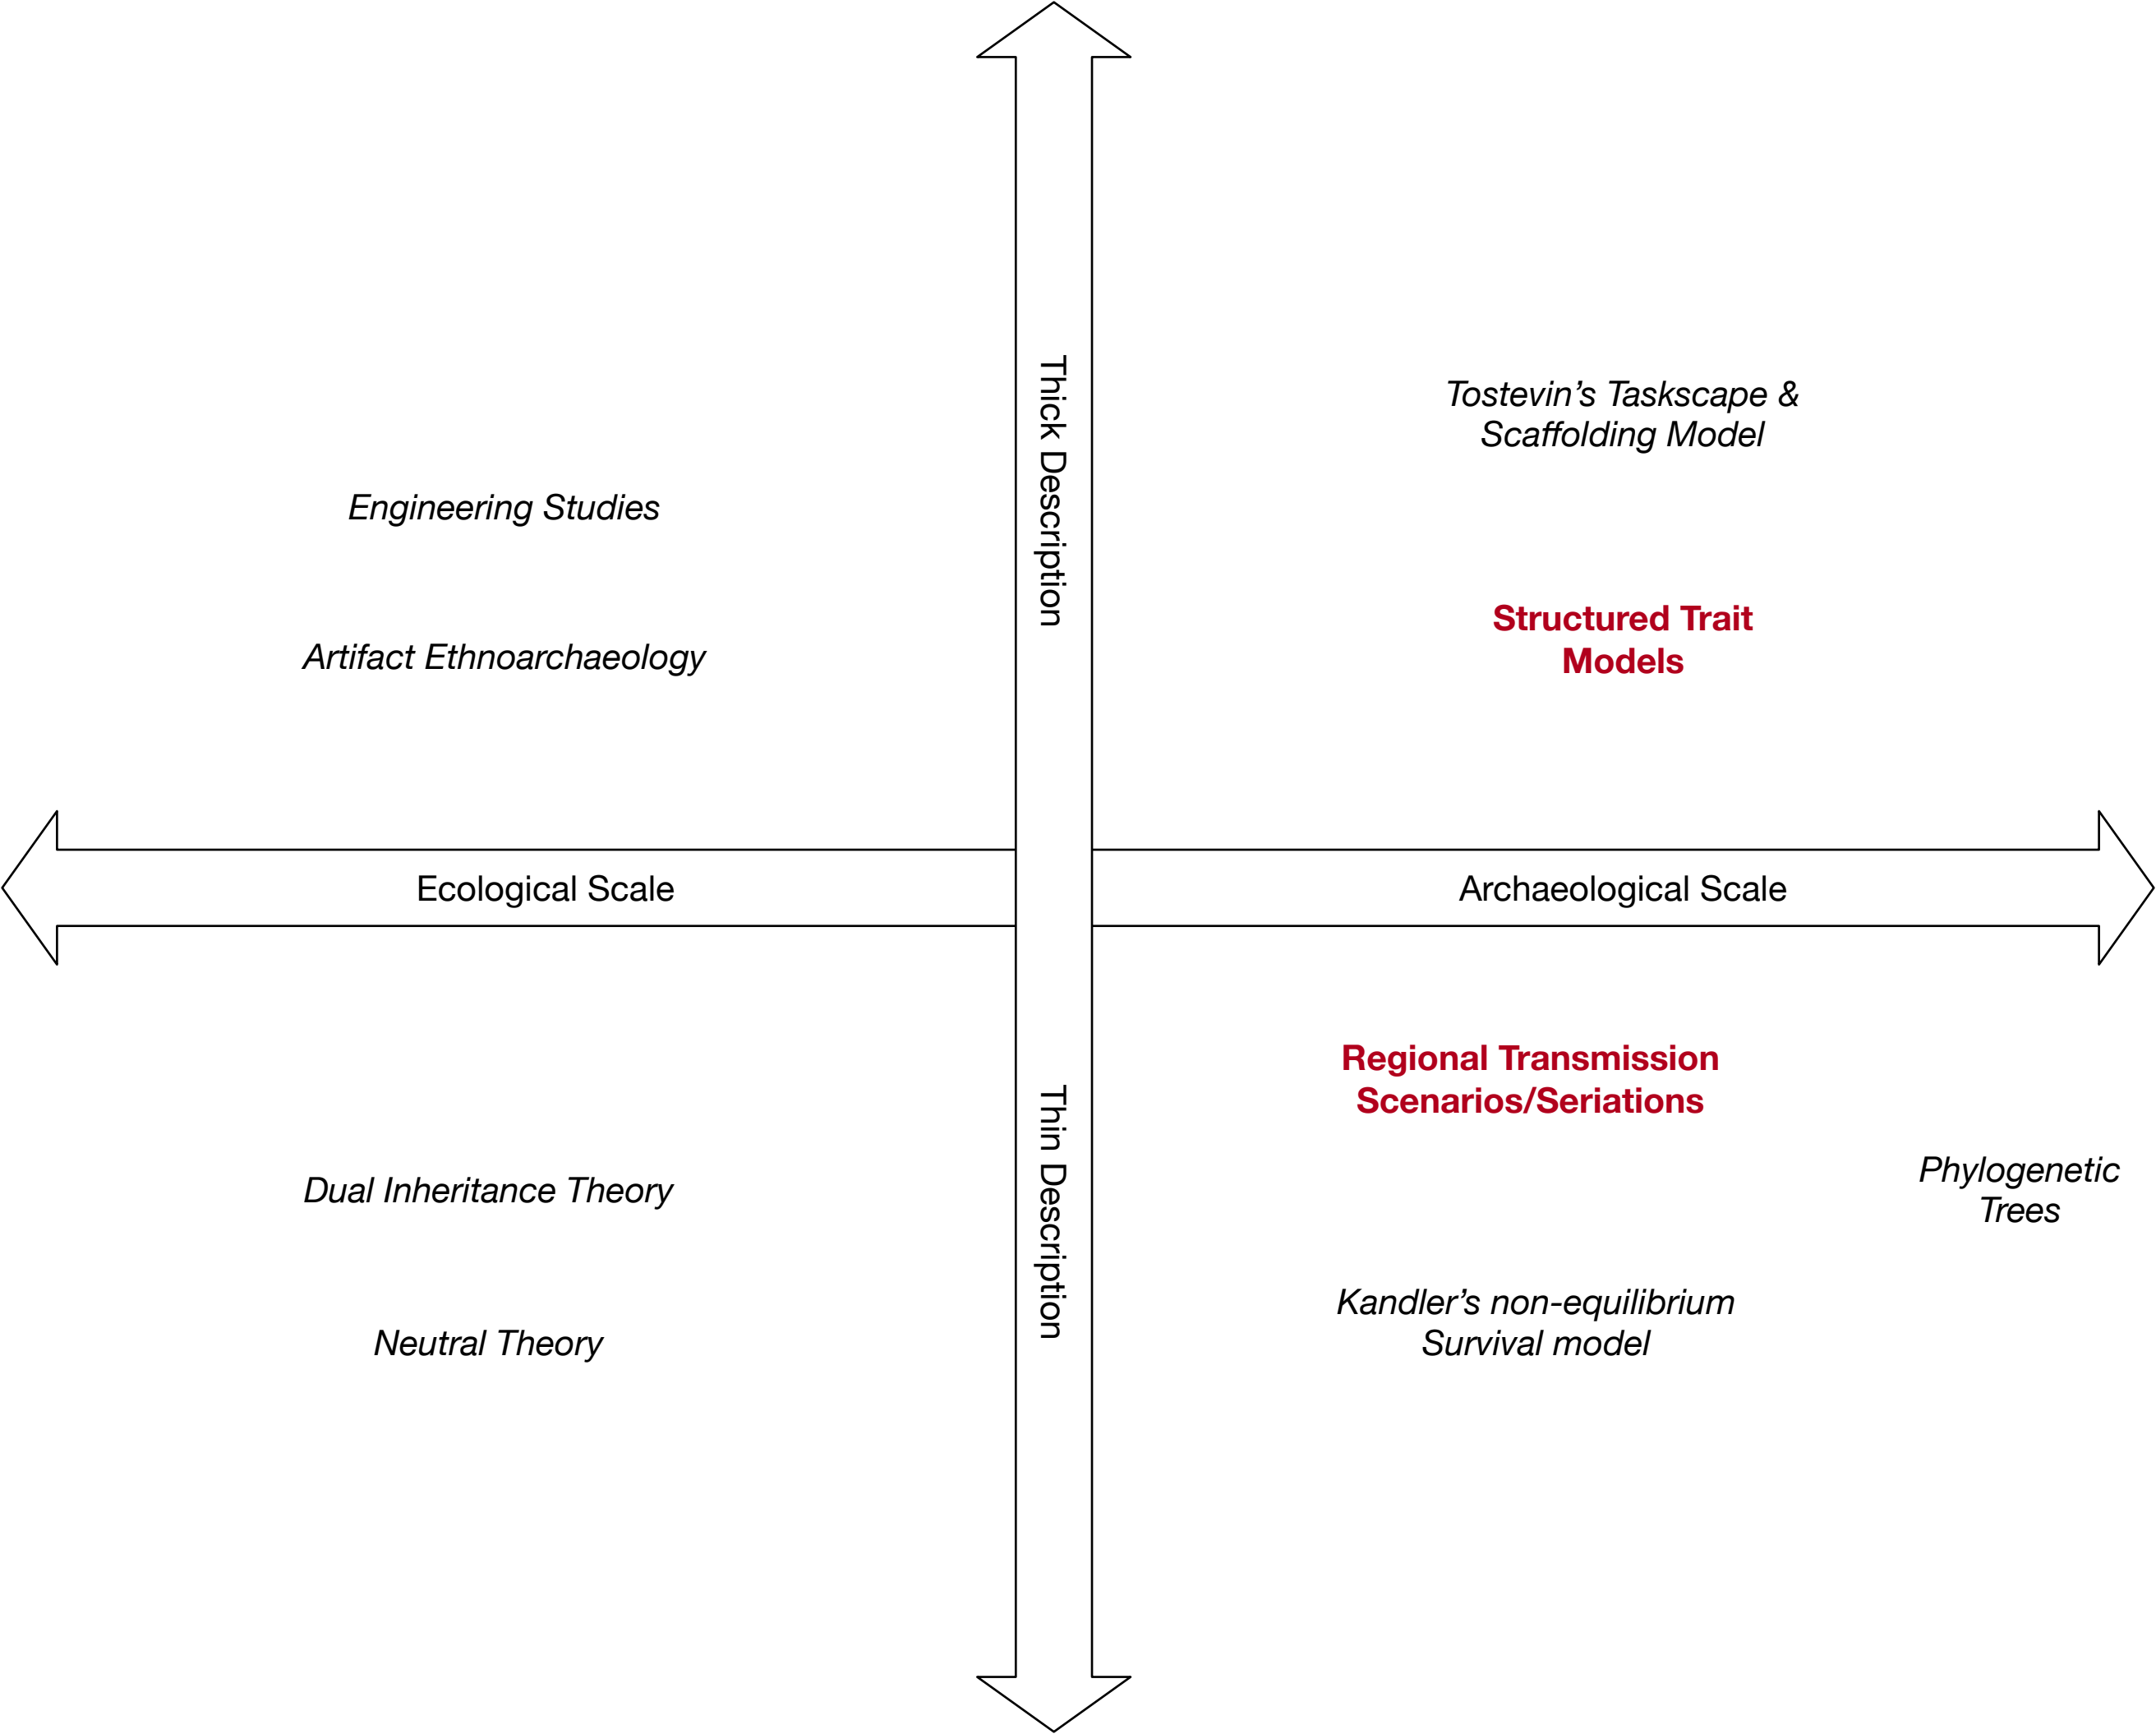 Thick Description
Tostevin’s Taskscape &
Scaffolding Model
Engineering Studies
Structured Trait
Models
Artifact Ethnoarchaeology
Ecological Scale
Archaeological Scale
Regional Transmission
Scenarios/Seriations
Thin Description
Phylogenetic
Trees
Dual Inheritance Theory
Kandler’s non-equilibrium
Survival model
Neutral Theory